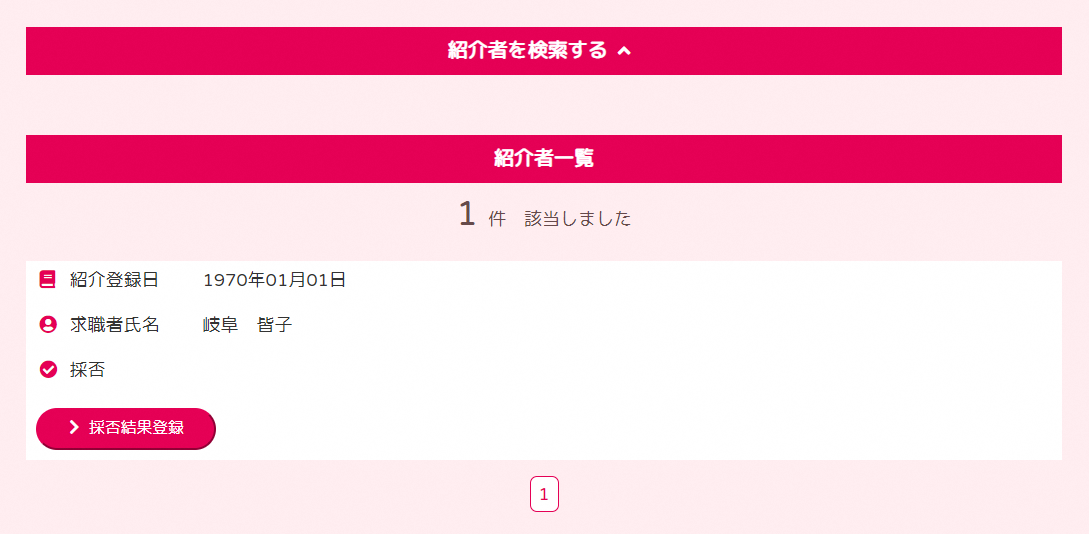 紹介者を検索する
紹介者一覧
1 件　該当しました
紹介登録日　1970年01月01日
求職者氏名　岐阜　皆子
採否
採否結果登録
1